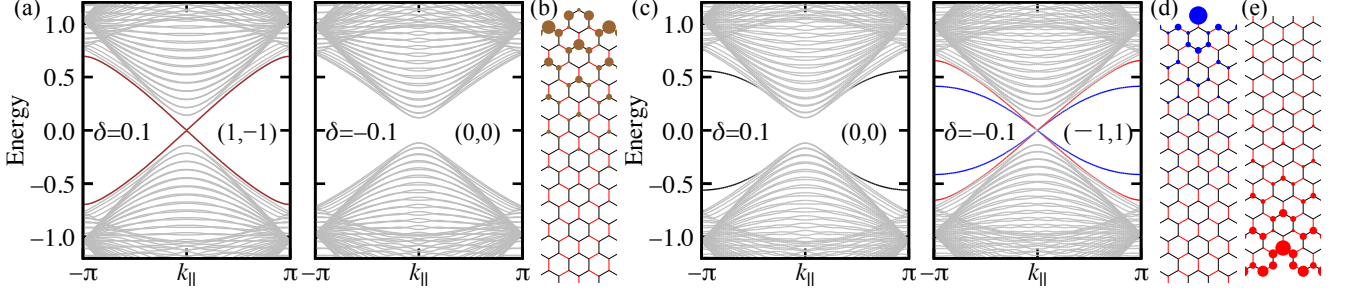 (a)
(b)
(c)
(d)
(e)
Energy
1.0
0.5
0.0
−0.5
−1.0
δ=0.1
(1,−1)
−π
k||
π
δ=−0.1
(0,0)
−π
k||
π
Energy
1.0
0.5
0.0
−0.5
−1.0
δ=0.1
(0,0)
−π
k||
π
δ=−0.1
(−1,1)
−π
k||
π